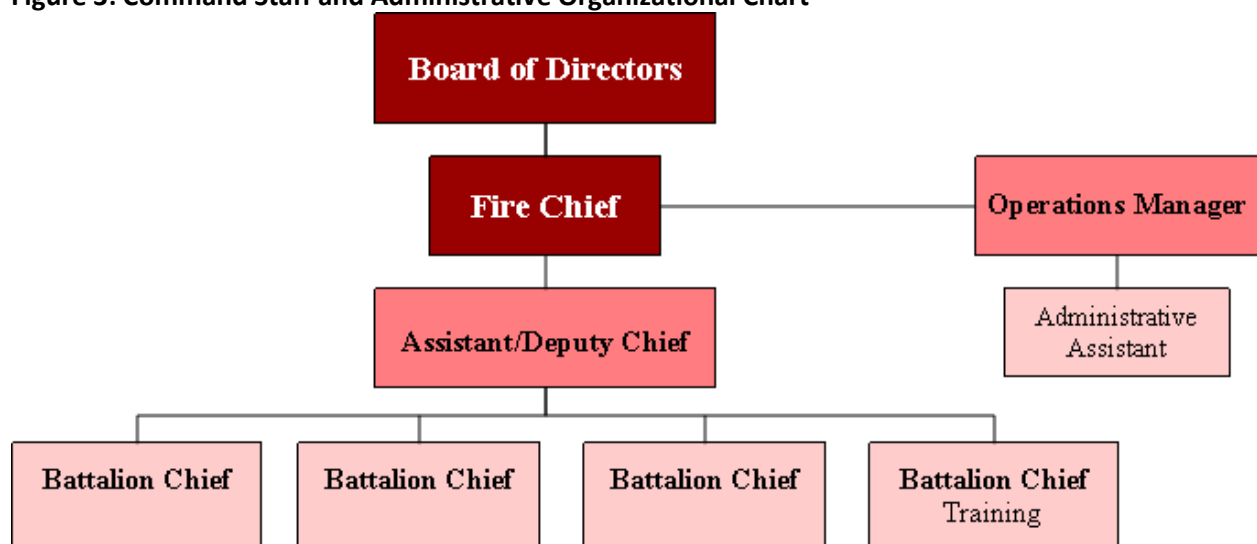 Figure 3: Command Staff and Administrative Organizational Chart
Board of Directors
Fire Chief
Operations Manager
Assistant/Deputy Chief
Administrative
Assistant
Battalion Chief
Battalion Chief
Battalion Chief
Battalion Chief
Training